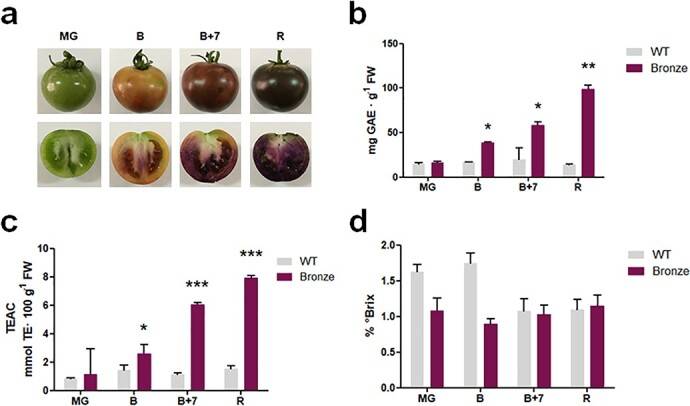 a
MG B B+7 R
b
mg GAE · g⁻¹ FW
150
100
50
0
* * **
MG B B+7 R
WT
Bronze
c
TEAC
mmol TE· 100 g⁻¹ FW
10
8
6
4
2
0
* *** ***
MG B B+7 R
WT
Bronze
d
% °Brix
2.0
1.5
1.0
0.5
0.0
MG B B+7 R
WT
Bronze